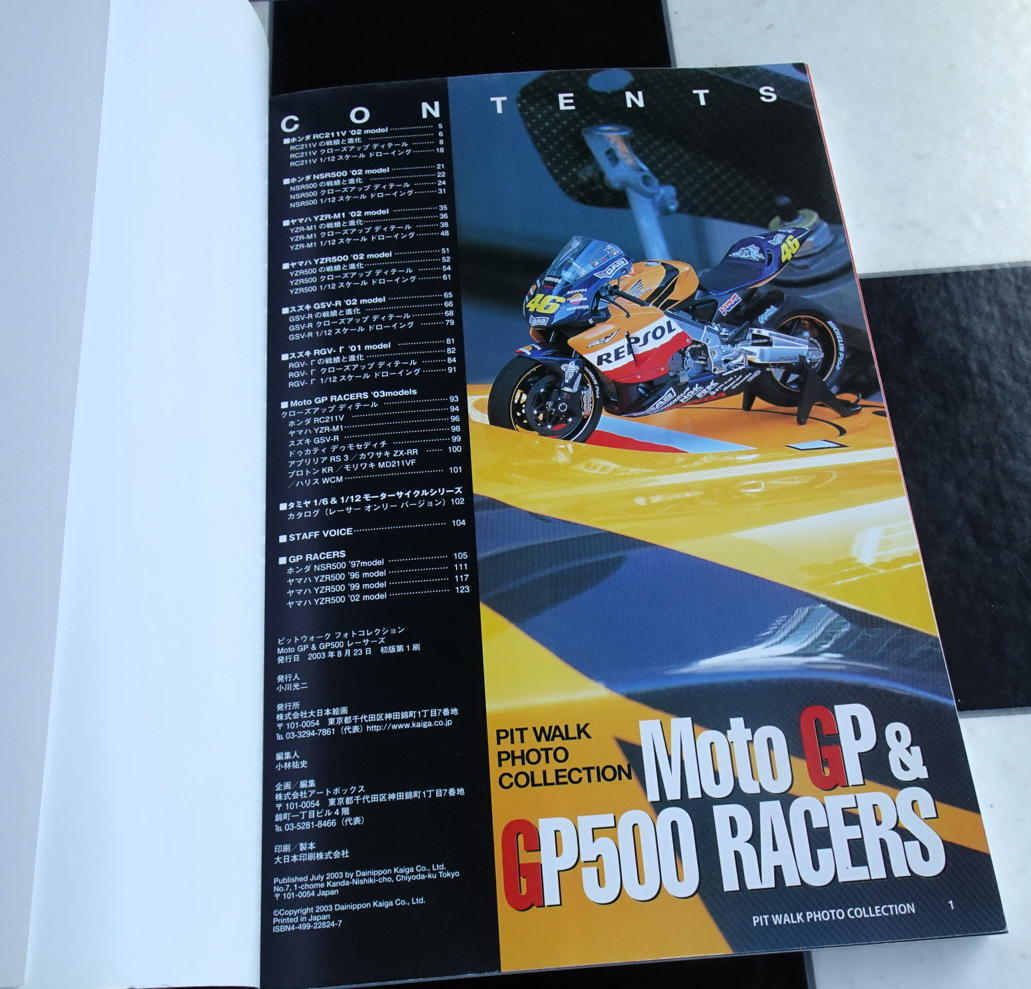 CONTENTS
■ホンダ RC211V '02 model 5
RC211V の戦績と進化 6
RC211V クローズアップ ディテール 8
RC211V 1/12 スケール ドローイング 18
■ホンダ NSR500 '02 model 21
NSR500 の戦績と進化 22
NSR500 クローズアップ ディテール 24
NSR500 1/12 スケール ドローイング 31
■ヤマハ YZR-M1 '02 model 35
YZR-M1 の戦績と進化 36
YZR-M1 クローズアップ ディテール 38
YZR-M1 1/12 スケール ドローイング 48
■ヤマハ YZR500 '02 model 51
YZR500 の戦績と進化 52
YZR500 クローズアップ ディテール 54
YZR500 1/12 スケール ドローイング 61
■スズキ GSV-R '02 model 65
GSV-R の戦績と進化 66
GSV-R クローズアップ ディテール 68
GSV-R 1/12 スケール ドローイング 79
■スズキ RGV-Γ '01 model 81
RGV-Γ の戦績と進化 82
RGV-Γ クローズアップ ディテール 84
RGV-Γ 1/12 スケール ドローイング 91
■Moto GP RACERS '03models
クローズアップ ディテール 93
ホンダ RC211V 94
ヤマハ YZR-M1 96
スズキ GSV-R 98
ドゥカティ デゥモセディチ 99
アプリリア RS 3／カワサキ ZX-RR 100
プロトン KR／モリワキ MD211VF
／ハリス WCM 101
■タミヤ 1/6 & 1/12 モーターサイクルシリーズ
カタログ（レーサー オンリー バージョン） 102
■STAFF VOICE 104
■GP RACERS
ホンダ NSR500 '97model 105
ヤマハ YZR500 '96 model 111
ヤマハ YZR500 '99 model 117
ヤマハ YZR500 '02 model 123
ピットウォーク フォトコレクション
Moto GP & GP500 レーサーズ
発行日 2003年8月23日 初版第1刷
発行人
小川光二
発行所
株式会社大日本絵画
〒101-0054 東京都千代田区神田錦町1丁目7番地
℡ 03-3294-7861（代表）http://www.kaiga.co.jp
編集人
小林祐史
企画／編集
株式会社アートボックス
〒101-0054 東京都千代田区神田錦町1丁目7番地
錦町一丁目ビル4階
℡ 03-5281-8466（代表）
印刷／製本
大日本印刷株式会社
Published July 2003 by Dainippon Kaiga Co., Ltd.
No.7, 1-chome Kanda-Nishiki-cho, Chiyoda-ku Tokyo
〒101-0054 Japan
©Copyright 2003 Dainippon Kaiga Co., Ltd.
Printed in Japan
ISBN4-499-22824-7
46
46
GAS
REPSOL
PIT WALK
PHOTO
COLLECTION
Moto GP &
GP500 RACERS
PIT WALK PHOTO COLLECTION 1